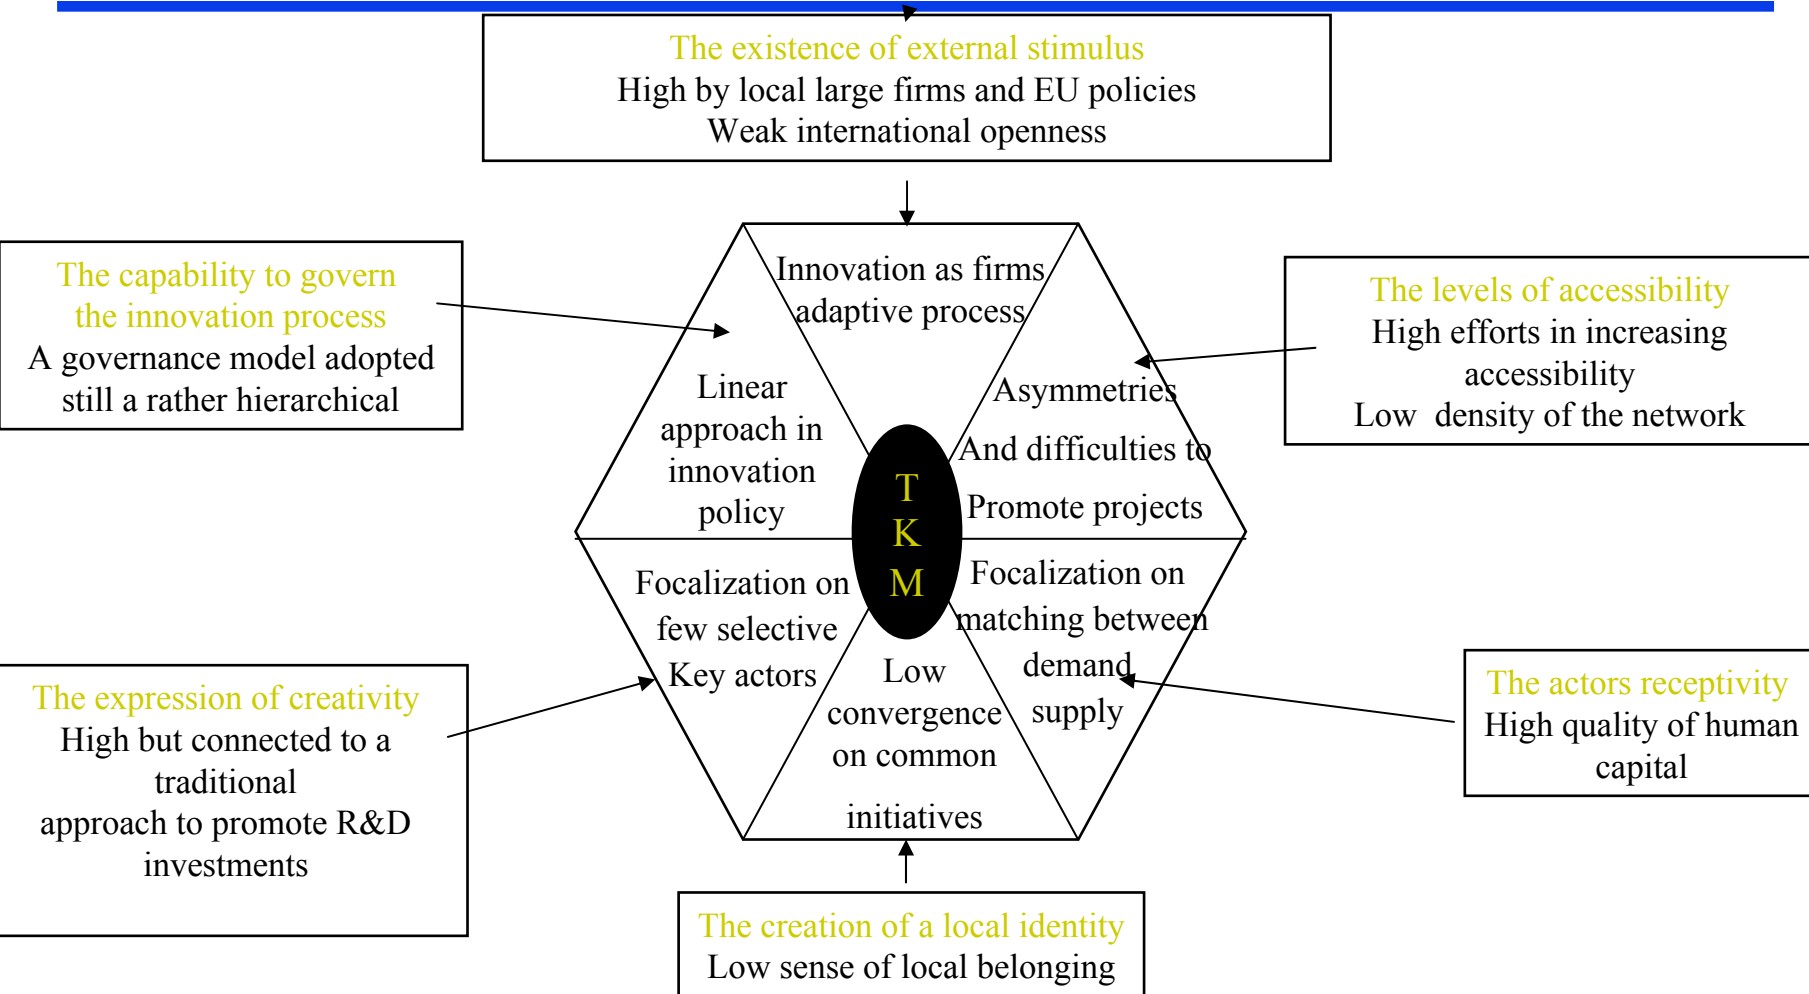 The existence of external stimulus
High by local large firms and EU policies
Weak international openness
The capability to govern
the innovation process
A governance model adopted
still a rather hierarchical
Innovation as firms
adaptive process
The levels of accessibility
High efforts in increasing
accessibility
Low density of the network
Linear
approach in
innovation
policy
Asymmetries
And difficulties to
Promote projects
T
K
M
Focalization on
few selective
Key actors
Focalization on
matching between
demand
supply
Low
convergence
on common
initiatives
The expression of creativity
High but connected to a
traditional
approach to promote R&D
investments
The actors receptivity
High quality of human
capital
The creation of a local identity
Low sense of local belonging